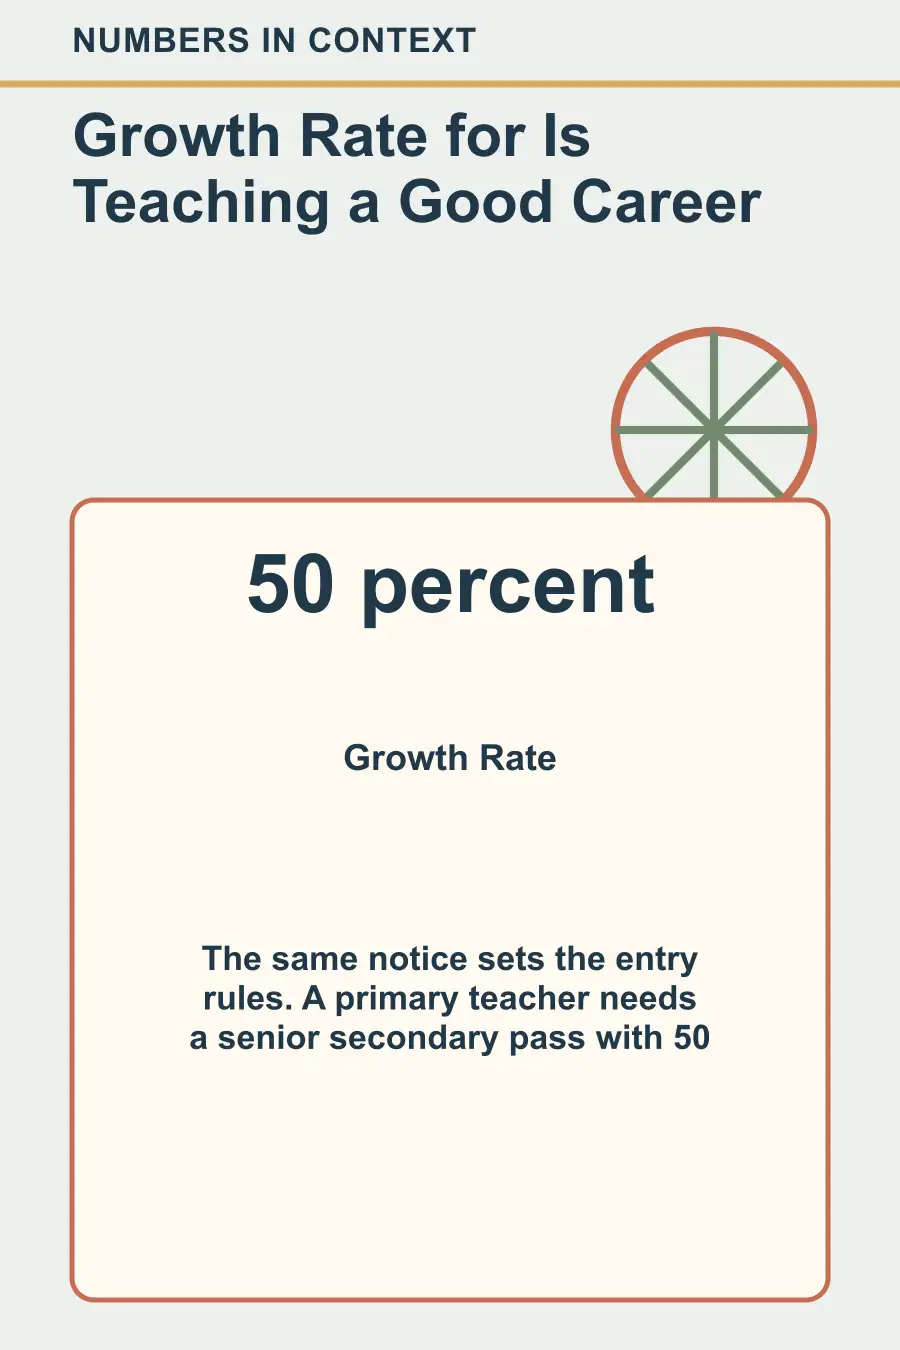 NUMBERS IN CONTEXT
Growth Rate for Is
Teaching a Good Career
50 percent
Growth Rate
The same notice sets the entry
rules. A primary teacher needs
a senior secondary pass with 50